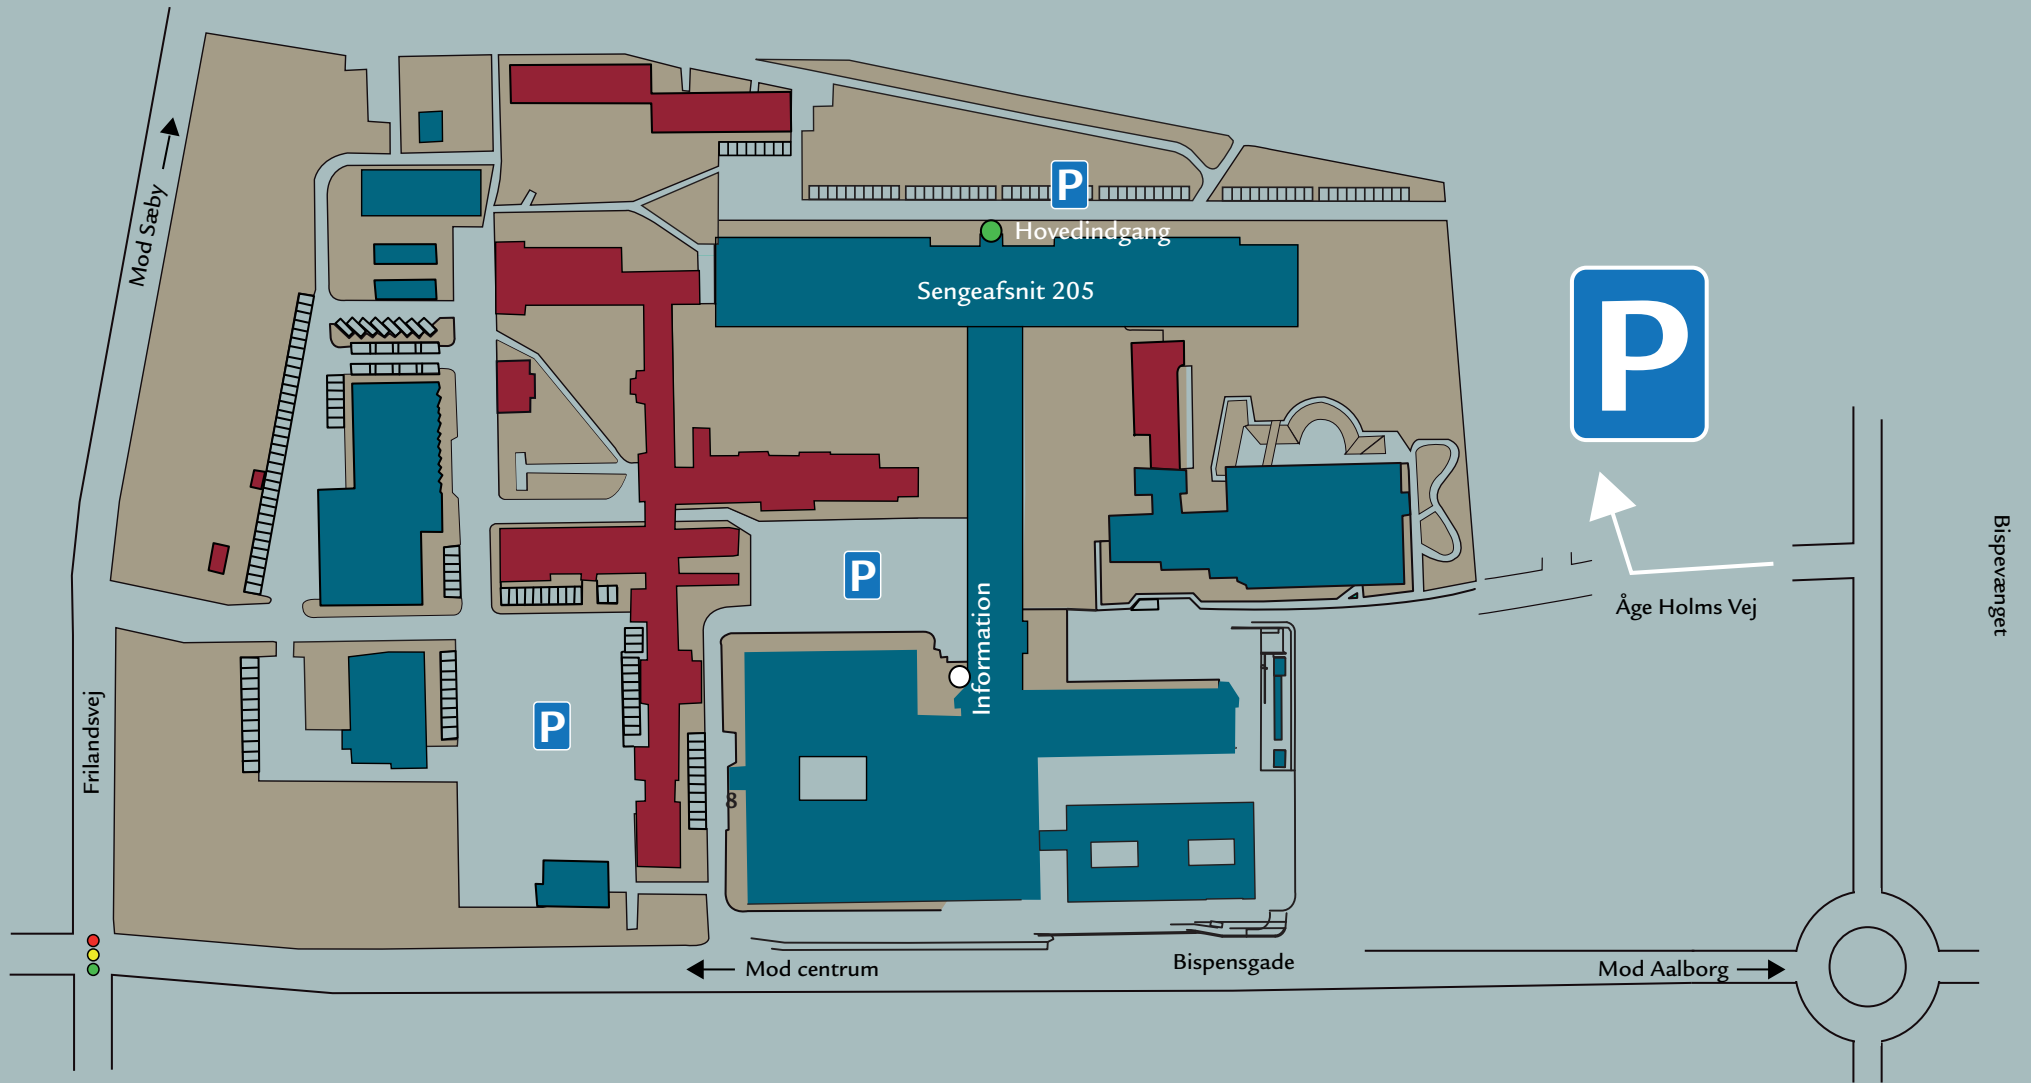 P
Hovedindgang
Mod Sæby
Sengeafsnit 205
P
P
Information
Åge Holms Vej
Bispevænget
P
Frilandsvej
8
Mod centrum
Bispensgade
Mod Aalborg